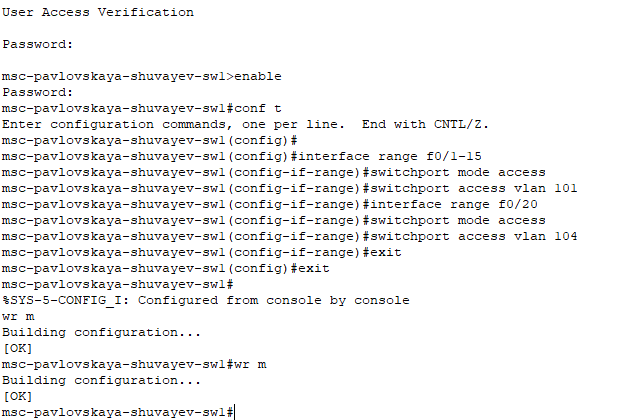 User Access Verification
Password:
msc-pavlovskaya-shuvayev-sw1>enable
Password:
msc-pavlovskaya-shuvayev-sw1#conf t
Enter configuration commands, one per line.  End with CNTL/Z.
msc-pavlovskaya-shuvayev-sw1(config)#
msc-pavlovskaya-shuvayev-sw1(config)#interface range f0/1-15
msc-pavlovskaya-shuvayev-sw1(config-if-range)#switchport mode access
msc-pavlovskaya-shuvayev-sw1(config-if-range)#switchport access vlan 101
msc-pavlovskaya-shuvayev-sw1(config-if-range)#interface range f0/20
msc-pavlovskaya-shuvayev-sw1(config-if-range)#switchport mode access
msc-pavlovskaya-shuvayev-sw1(config-if-range)#switchport access vlan 104
msc-pavlovskaya-shuvayev-sw1(config-if-range)#exit
msc-pavlovskaya-shuvayev-sw1(config)#exit
msc-pavlovskaya-shuvayev-sw1#
%SYS-5-CONFIG_I: Configured from console by console
wr m
Building configuration...
[OK]
msc-pavlovskaya-shuvayev-sw1#wr m
Building configuration...
[OK]
msc-pavlovskaya-shuvayev-sw1#